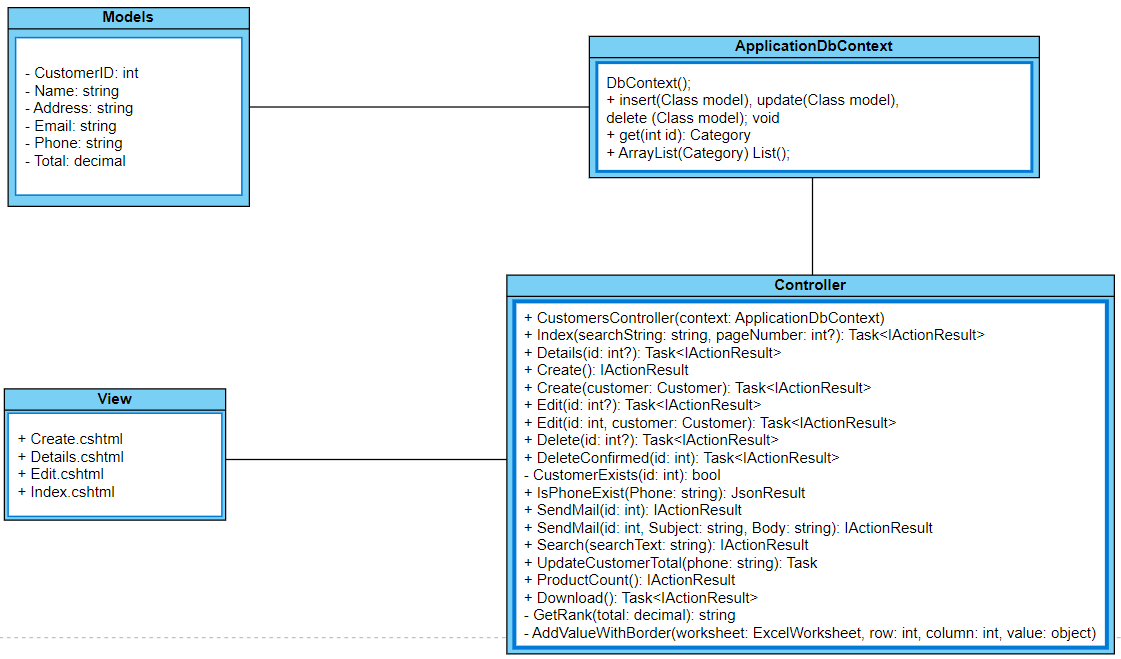 Models
- CustomerID: int
- Name: string
- Address: string
- Email: string
- Phone: string
- Total: decimal
ApplicationDbContext
DbContext();
+ insert(Class model), update(Class model),
delete (Class model); void
+ get(int id): Category
+ ArrayList(Category) List();
Controller
+ CustomersController(context: ApplicationDbContext)
+ Index(searchString: string, pageNumber: int?): Task<IActionResult>
+ Details(id: int?): Task<IActionResult>
+ Create(): IActionResult
+ Create(customer: Customer): Task<IActionResult>
+ Edit(id: int?): Task<IActionResult>
+ Edit(id: int, customer: Customer): Task<IActionResult>
+ Delete(id: int?): Task<IActionResult>
+ DeleteConfirmed(id: int): Task<IActionResult>
- CustomerExists(id: int): bool
+ IsPhoneExist(Phone: string): JsonResult
+ SendMail(id: int): IActionResult
+ SendMail(id: int, Subject: string, Body: string): IActionResult
+ Search(searchText: string): IActionResult
+ UpdateCustomerTotal(phone: string): Task
+ ProductCount(): IActionResult
+ Download(): Task<IActionResult>
- GetRank(total: decimal): string
- AddValueWithBorder(worksheet: ExcelWorksheet, row: int, column: int, value: object)
View
+ Create.cshtml
+ Details.cshtml
+ Edit.cshtml
+ Index.cshtml